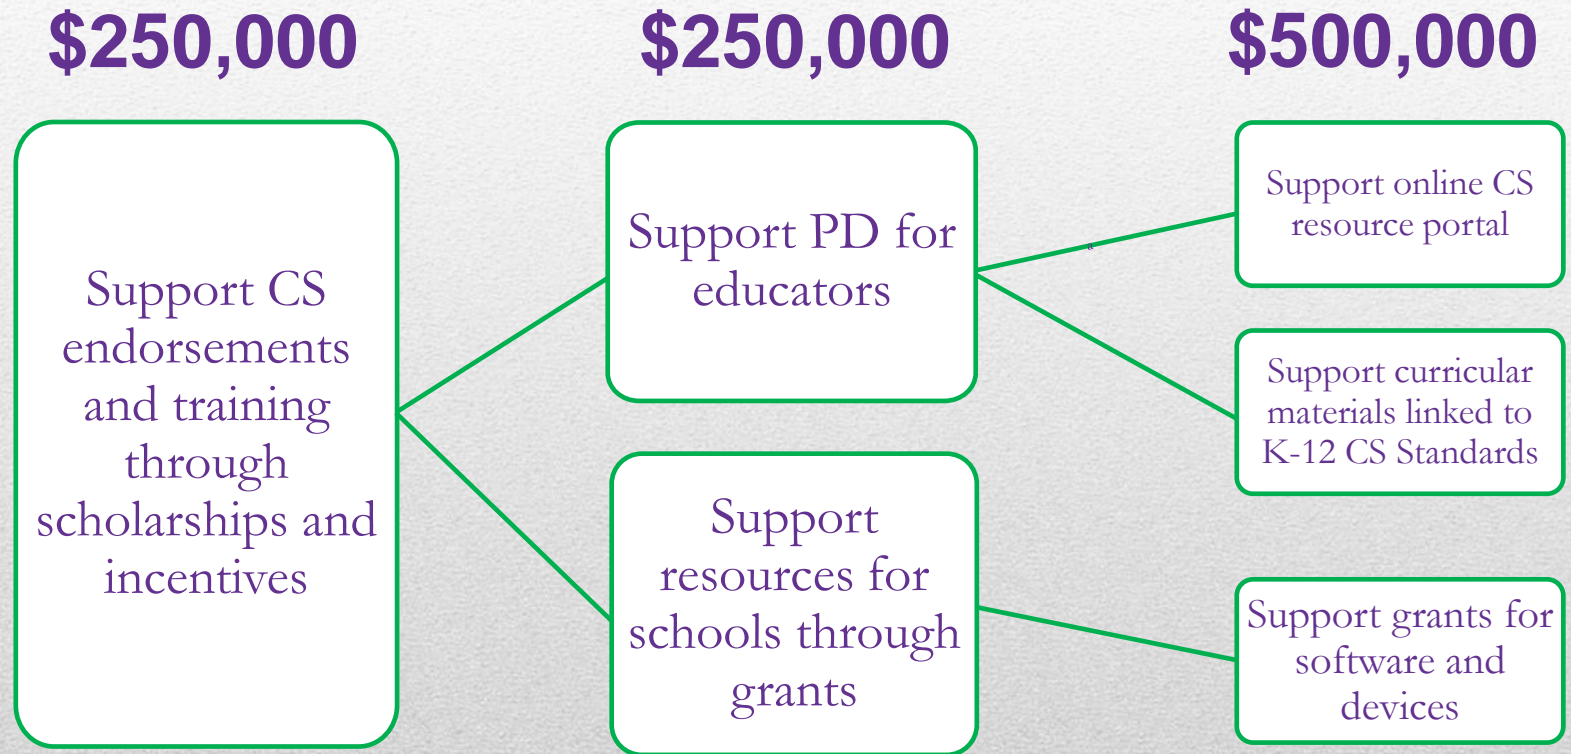 $250,000
$250,000
$500,000
Support CS
endorsements
and training
through
scholarships and
incentives
Support PD for
educators
Support
resources for
schools through
grants
a
Support online CS
resource portal
Support curricular
materials linked to
K-12 CS Standards
Support grants for
software and
devices